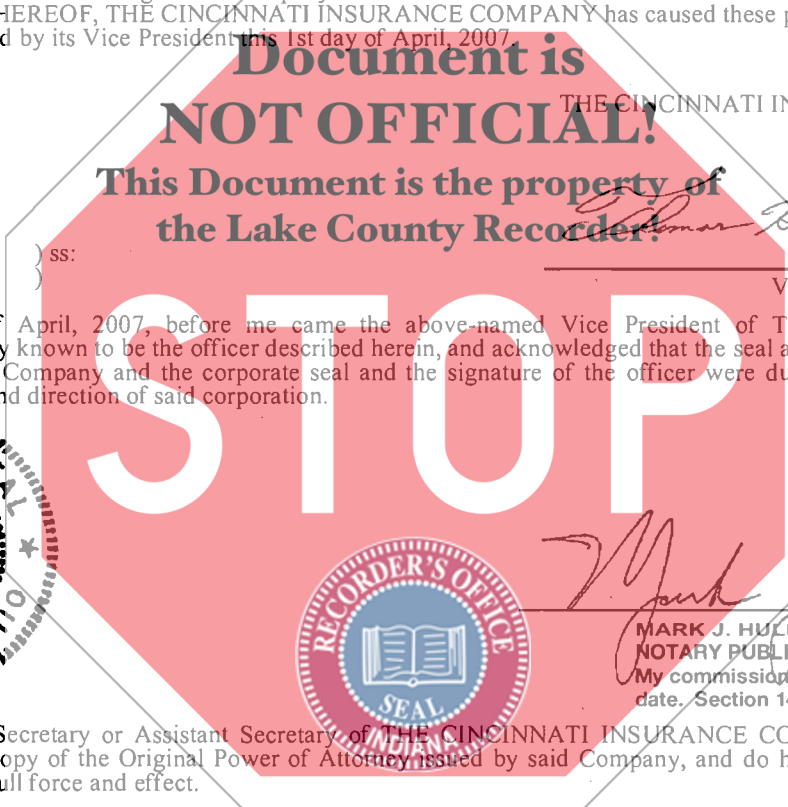 HEREOF, THE CINCINNATI INSURANCE COMPANY has caused these p
d by its Vice President this 1st day of April, 2007.
Document is
NOT OFFICIAL!
THE CINCINNATI IN
This Document is the property of
the Lake County Recorder!
) ss:
)
V
April, 2007, before me came the above-named Vice President of T
y known to be the officer described herein, and acknowledged that the seal a
Company and the corporate seal and the signature of the officer were du
nd direction of said corporation.
STOP
RECORDER'S OFFICE
SEAL
INDIANA
Mark
MARK J. HUL
NOTARY PUBLI
My commission
date. Section 14
Secretary or Assistant Secretary of THE CINCINNATI INSURANCE CO
opy of the Original Power of Attorney issued by said Company, and do h
ull force and effect.